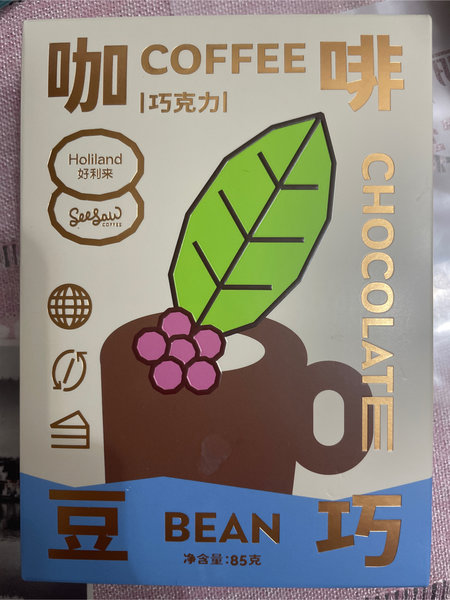 咖 COFFEE 啡
|巧克力|
Holiland
好利来
SeeSaw
COFFEE
CHOCOLATE
豆 BEAN 巧
净含量:85克